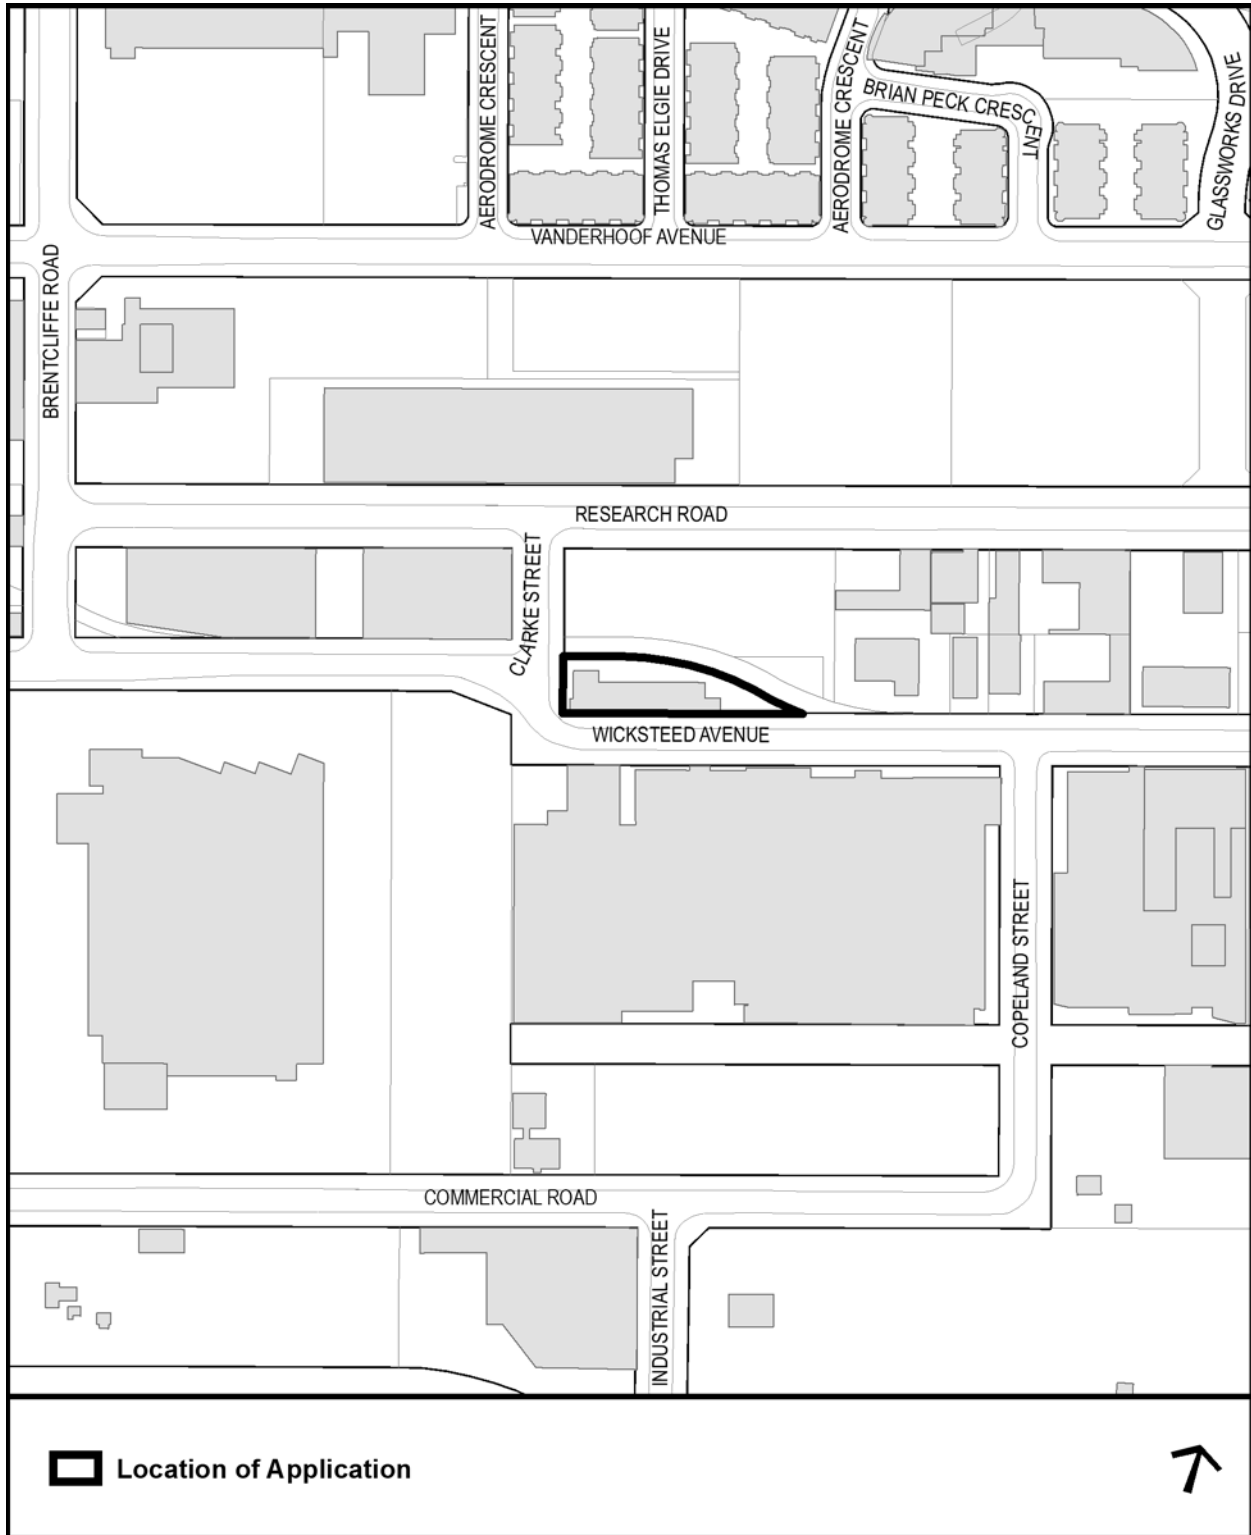 AERODROME CRESCENT
THOMAS ELGIE DRIVE
AERODROME CRESCENT
BRIAN PECK CRESCENT
GLASSWORKS DRIVE
VANDERHOOF AVENUE
BRENTCLIFFE ROAD
RESEARCH ROAD
CLARKE STREET
WICKSTEED AVENUE
COPELAND STREET
COMMERCIAL ROAD
INDUSTRIAL STREET
Location of Application